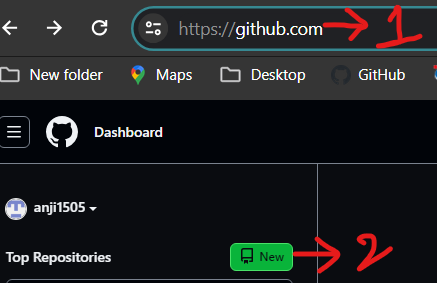 https://github.com 1
New folder Maps Desktop GitHub
Dashboard
anji1505
Top Repositories New 2